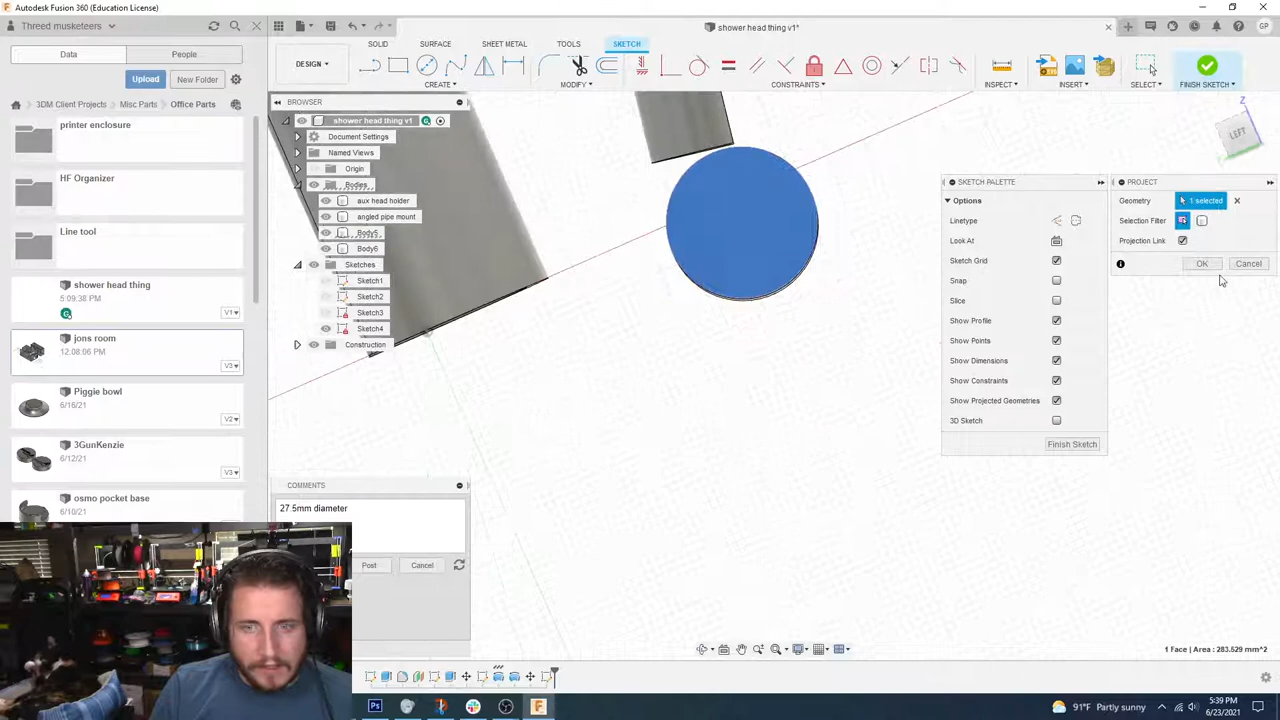 Autodesk Fusion 360 (Education License)
Threed musketeers
shower head thing v1*
GP
Data
People
Upload
New Folder
3DM Client Projects > Misc Parts > Office Parts
printer enclosure
HF Organizer
Line tool
shower head thing
5:09:38 PM
V1
jons room
12:08:06 PM
V3
Piggie bowl
6/16/21
V2
3GunKenzie
6/12/21
V3
osmo pocket base
6/10/21
DESIGN
SOLID
SURFACE
SHEET METAL
TOOLS
SKETCH
CREATE
MODIFY
CONSTRAINTS
INSPECT
INSERT
SELECT
FINISH SKETCH
BROWSER
shower head thing v1
Document Settings
Named Views
Origin
Bodies
aux head holder
angled pipe mount
Body5
Body6
Sketches
Sketch1
Sketch2
Sketch3
Sketch4
Construction
COMMENTS
27.5mm diameter
Post
Cancel
Z
LEFT
SKETCH PALETTE
Options
Linetype
Look At
Sketch Grid
Snap
Slice
Show Profile
Show Points
Show Dimensions
Show Constraints
Show Projected Geometries
3D Sketch
Finish Sketch
PROJECT
Geometry
1 selected
Selection Filter
Projection Link
OK
Cancel
1 Face | Area : 283.529 mm^2
91°F Partly sunny
5:39 PM
6/23/2021